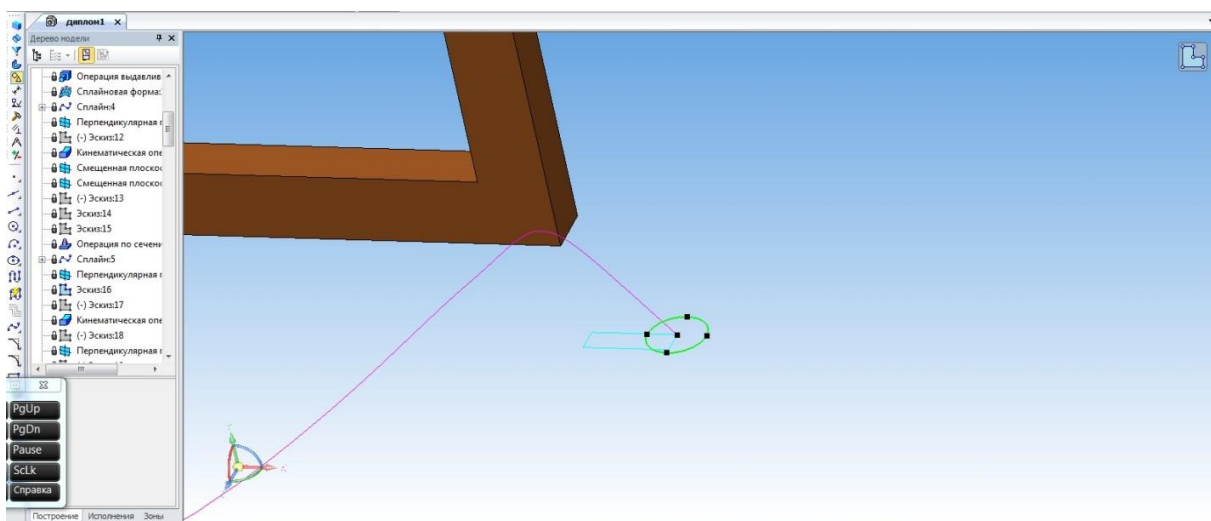 диплом1
Дерево модели
Операция выдавлив
Сплайновая форма:
Сплайн:4
Перпендикулярная
(-) Эскиз:12
Кинематическая опе
Смещенная плоскос
Смещенная плоскос
(-) Эскиз:13
Эскиз:14
Эскиз:15
Операция по сечени
Сплайн:5
Перпендикулярная
Эскиз:16
(-) Эскиз:17
Кинематическая опе
(-) Эскиз:18
Перпендикулярная
PgUp
PgDn
Pause
ScLk
Справка
Построение Исполнения Зоны